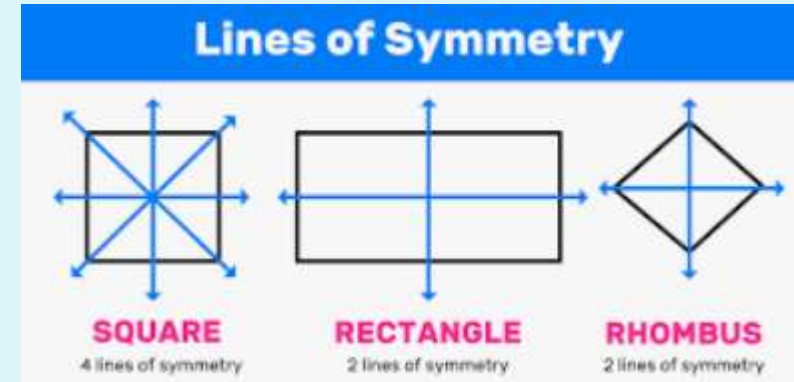 Lines of Symmetry
SQUARE
4 lines of symmetry
RECTANGLE
2 lines of symmetry
RHOMBUS
2 lines of symmetry